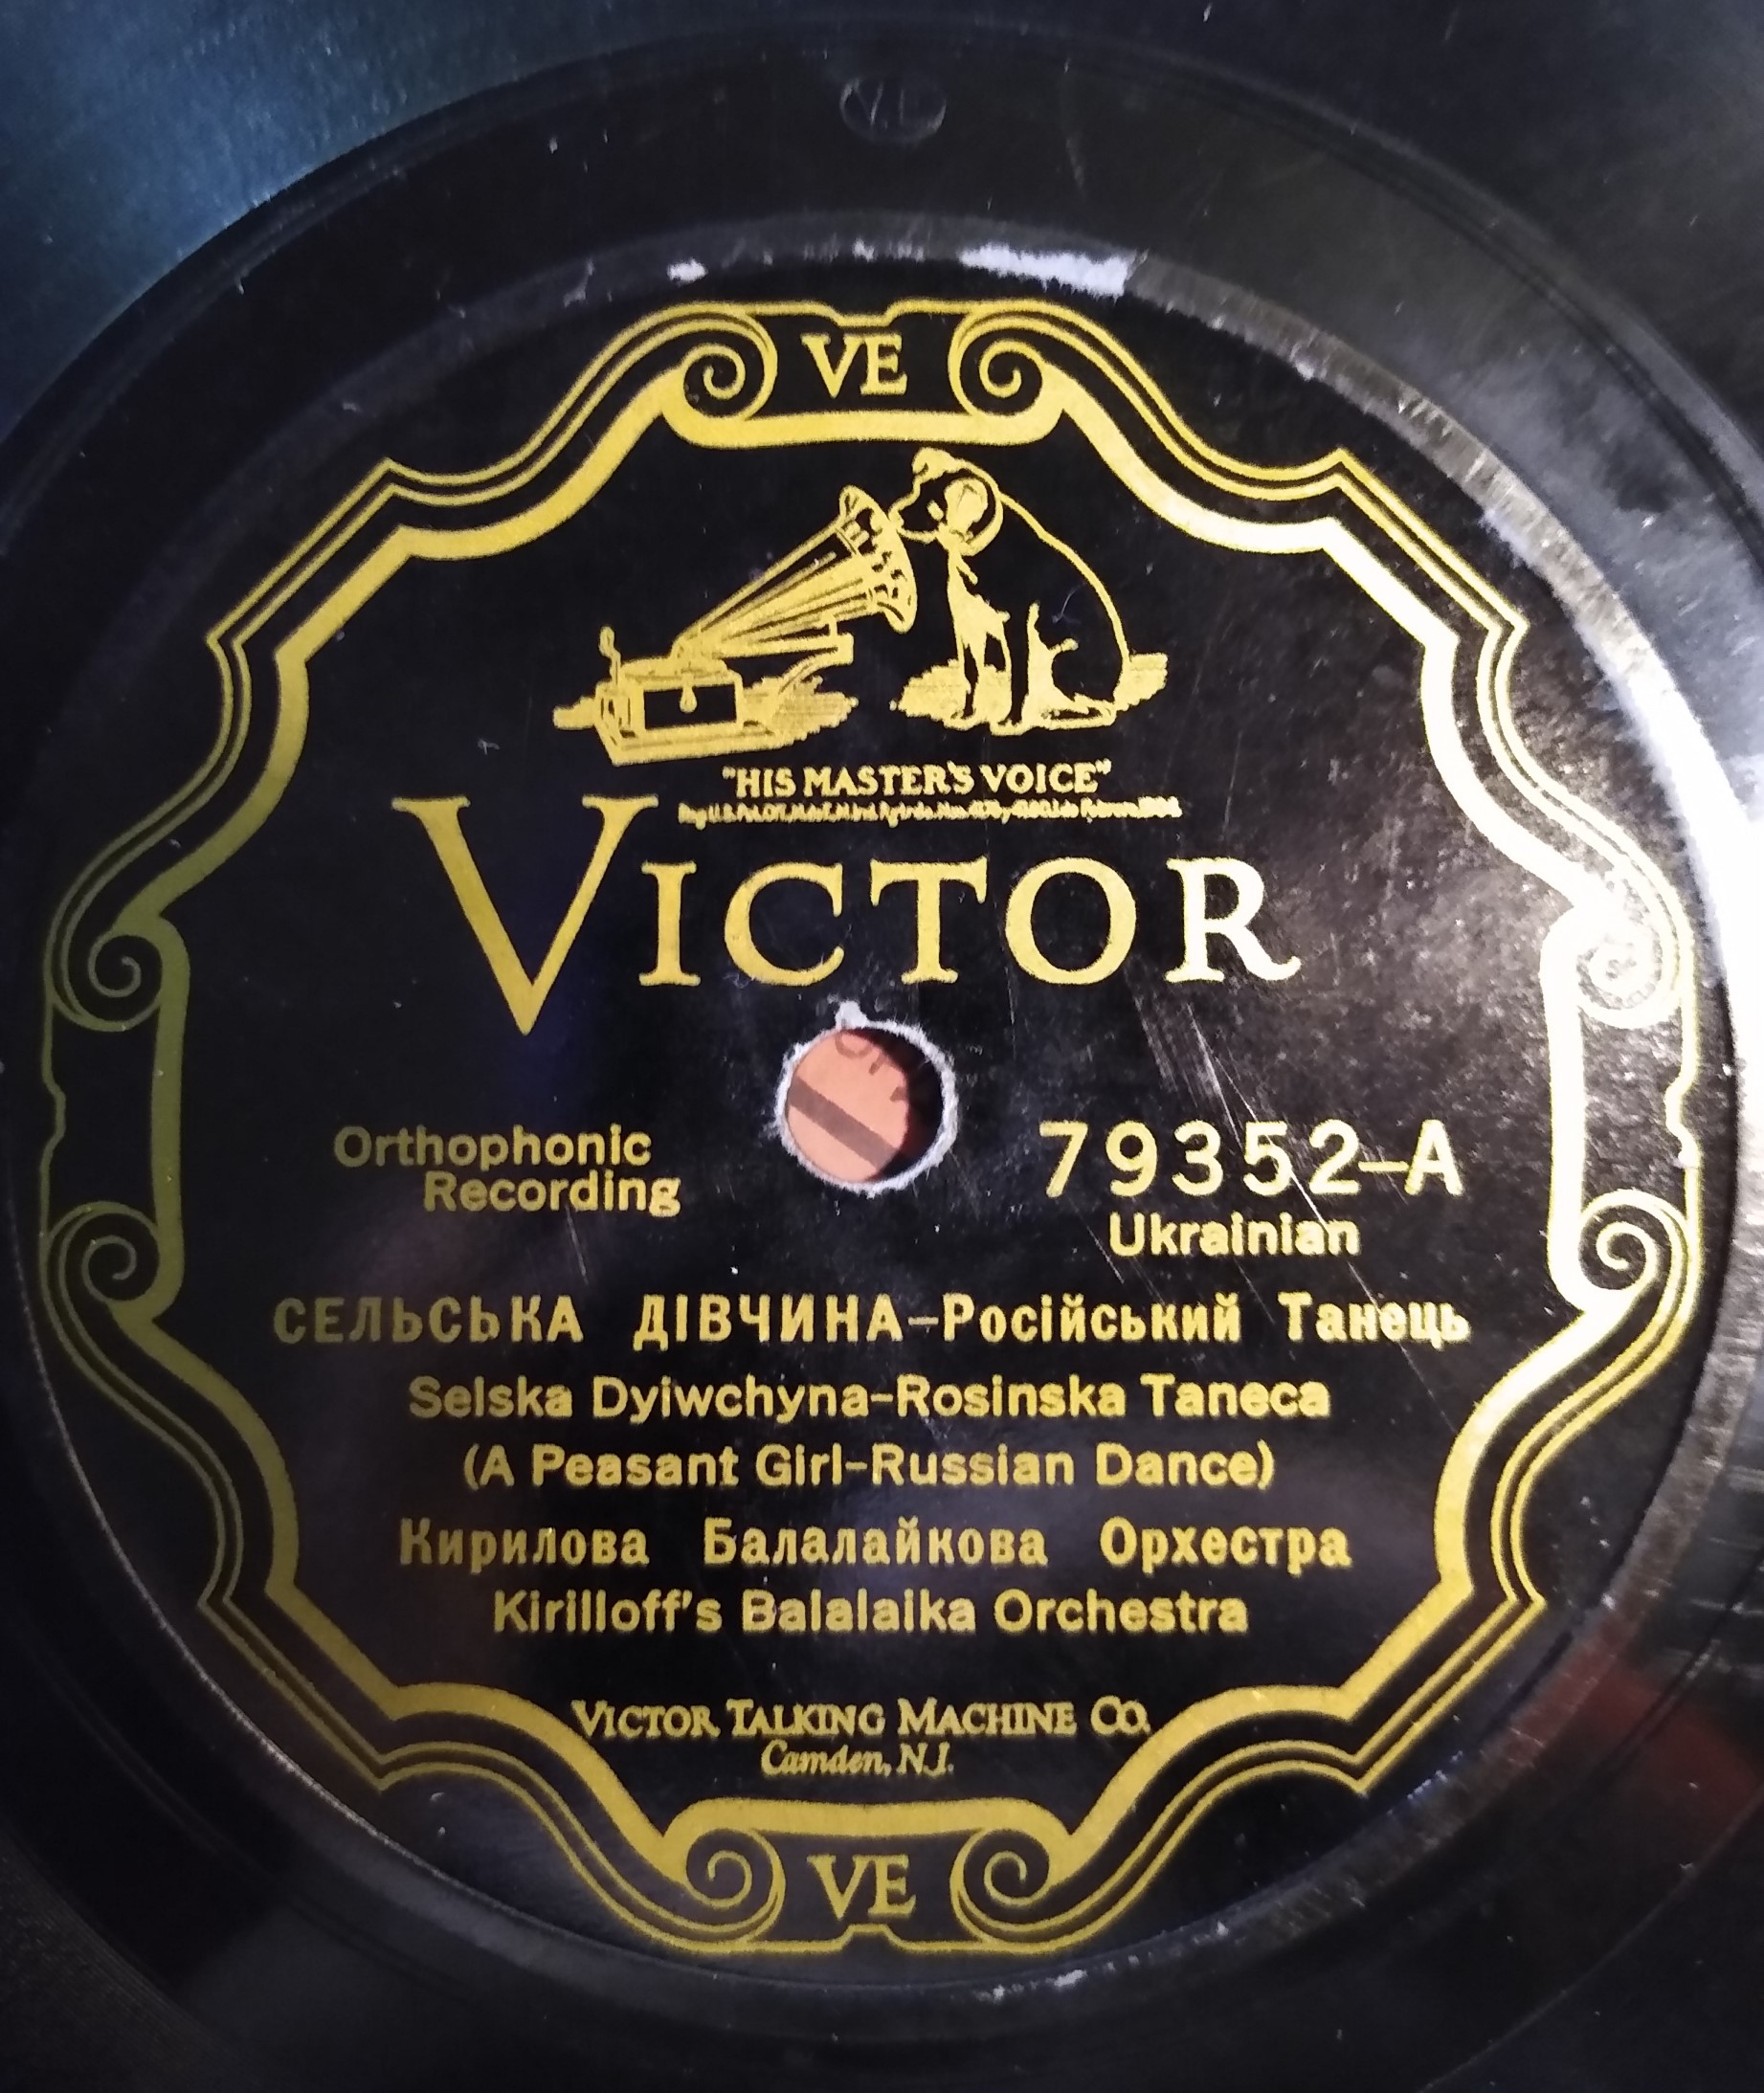 VE
VE
"HIS MASTER'S VOICE"
VICTOR
Orthophonic
Recording
79352-A
Ukrainian
СЕЛЬСЬКА ДІВЧИНА-Російський Танець
Selska Dyiwchyna-Rosinska Taneca
(A Peasant Girl-Russian Dance)
Кирилова Балалайкова Орхестра
Kirilloff's Balalaika Orchestra
VICTOR TALKING MACHINE CO.
Camden, N.J.
VE